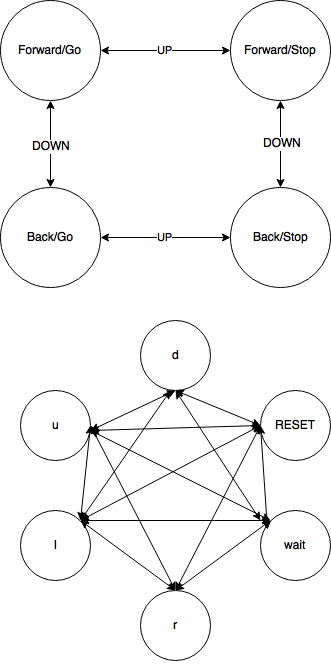 Forward/Go
UP
Forward/Stop
DOWN
DOWN
Back/Go
UP
Back/Stop
d
u
RESET
l
wait
r